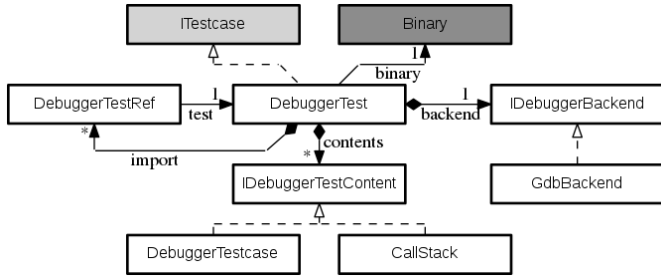 ITestcase
Binary
1
binary
DebuggerTestRef
1
test
DebuggerTest
1
backend
IDebuggerBackend
*
import
contents
*
IDebuggerTestContent
GdbBackend
DebuggerTestcase
CallStack